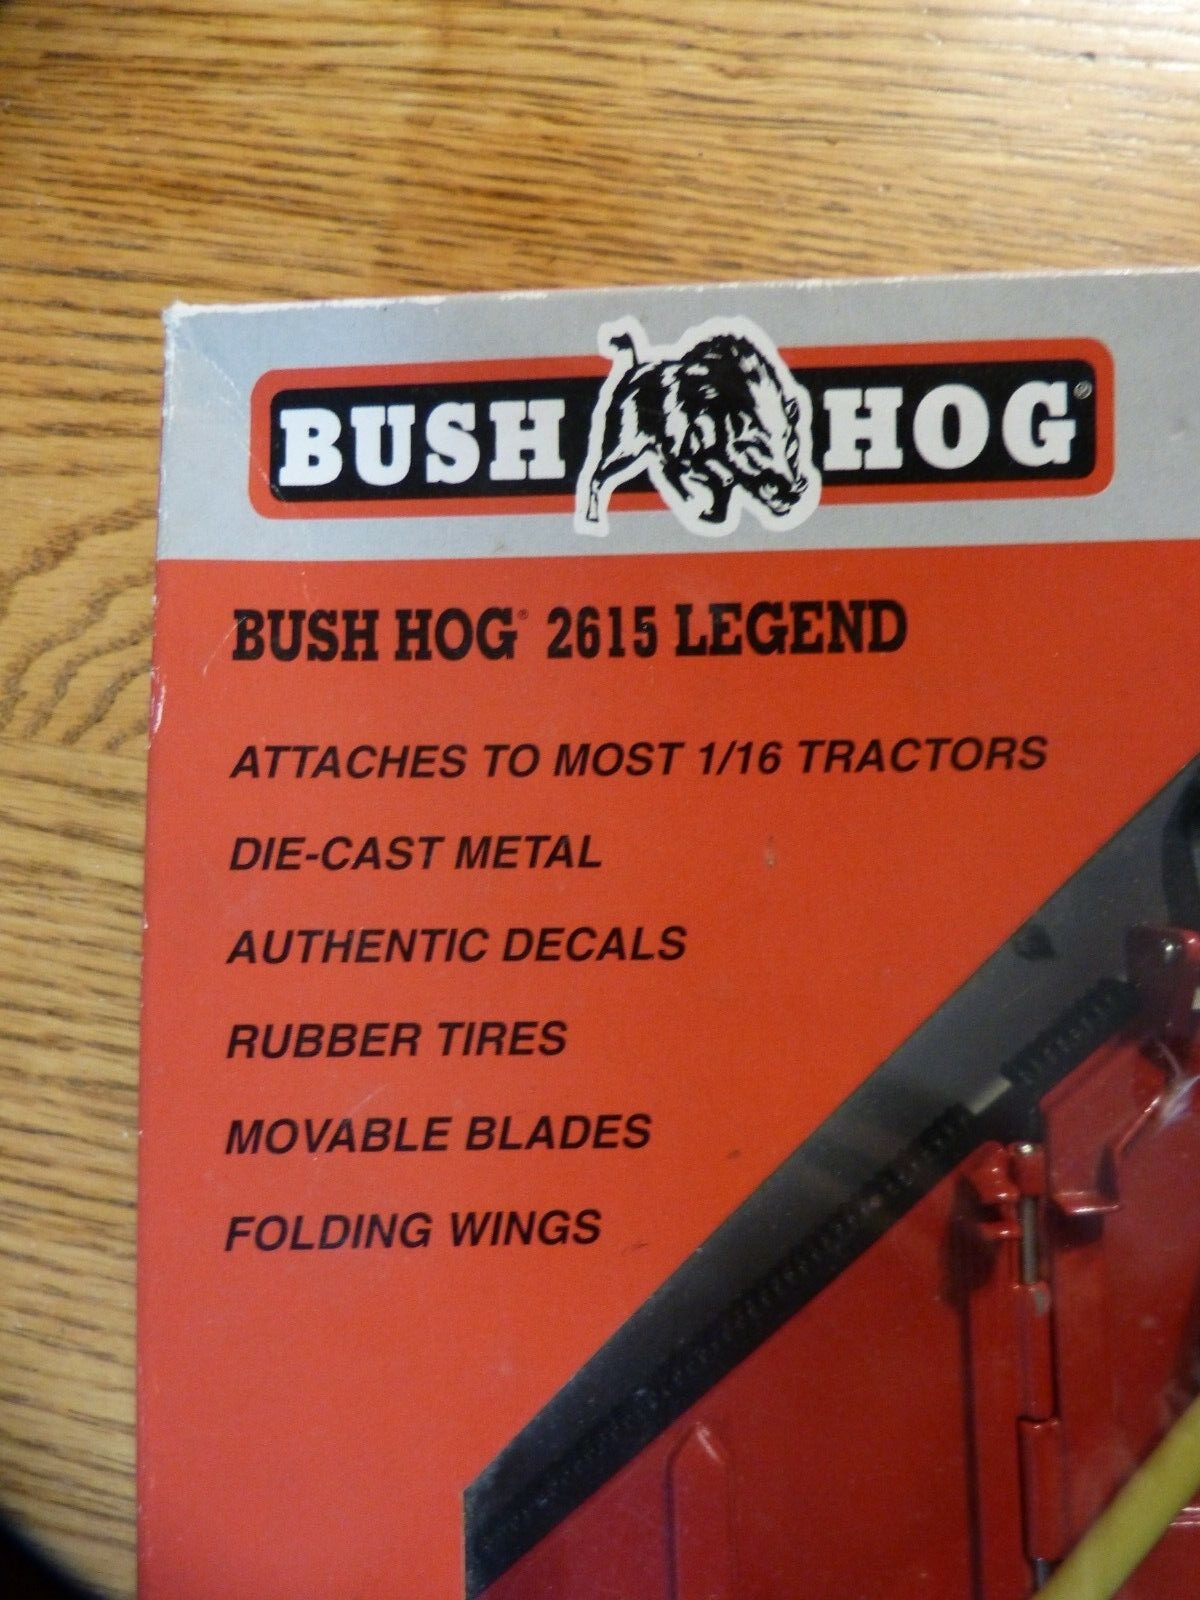 BUSH HOG®
BUSH HOG® 2615 LEGEND
ATTACHES TO MOST 1/16 TRACTORS
DIE-CAST METAL
AUTHENTIC DECALS
RUBBER TIRES
MOVABLE BLADES
FOLDING WINGS